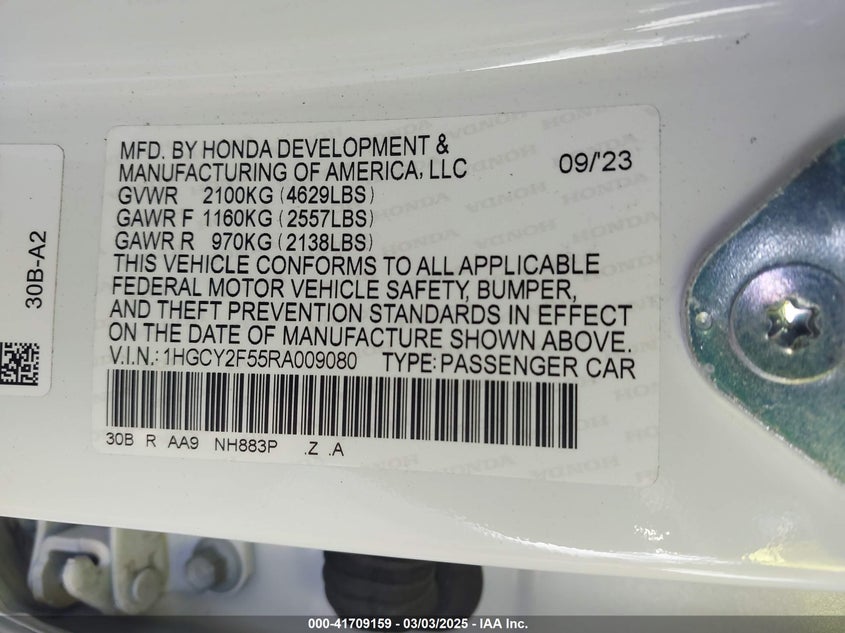 MFD. BY HONDA DEVELOPMENT &
MANUFACTURING OF AMERICA, LLC 09/'23
GVWR 2100KG (4629LBS)
GAWR F 1160KG (2557LBS)
GAWR R 970KG (2138LBS)
THIS VEHICLE CONFORMS TO ALL APPLICABLE
FEDERAL MOTOR VEHICLE SAFETY, BUMPER,
AND THEFT PREVENTION STANDARDS IN EFFECT
ON THE DATE OF MANUFACTURE SHOWN ABOVE.
V.I.N.: 1HGCY2F55RA009080 TYPE: PASSENGER CAR
30B R AA9 NH883P .Z .A
30B-A2
HONDA
000-41709159 - 03/03/2025 - IAA Inc.